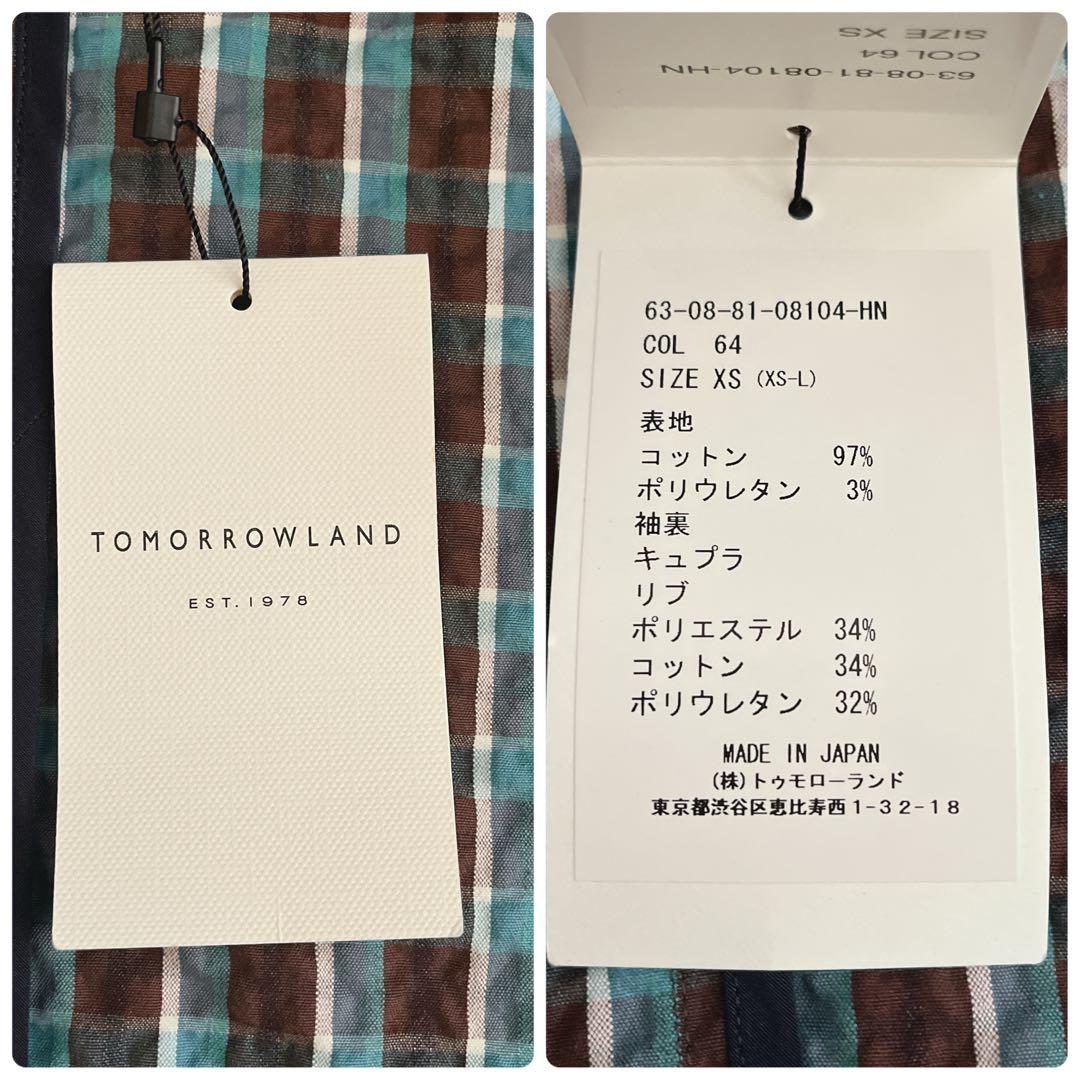 TOMORROWLAND
EST. 1978
63-08-81-08104-HN
COL 64
SIZE XS
63-08-81-08104-HN
COL 64
SIZE XS (XS-L)
表地
コットン 97%
ポリウレタン 3%
袖裏
キュプラ
リブ
ポリエステル 34%
コットン 34%
ポリウレタン 32%
MADE IN JAPAN
(株)トゥモローランド
東京都渋谷区恵比寿西1-32-18